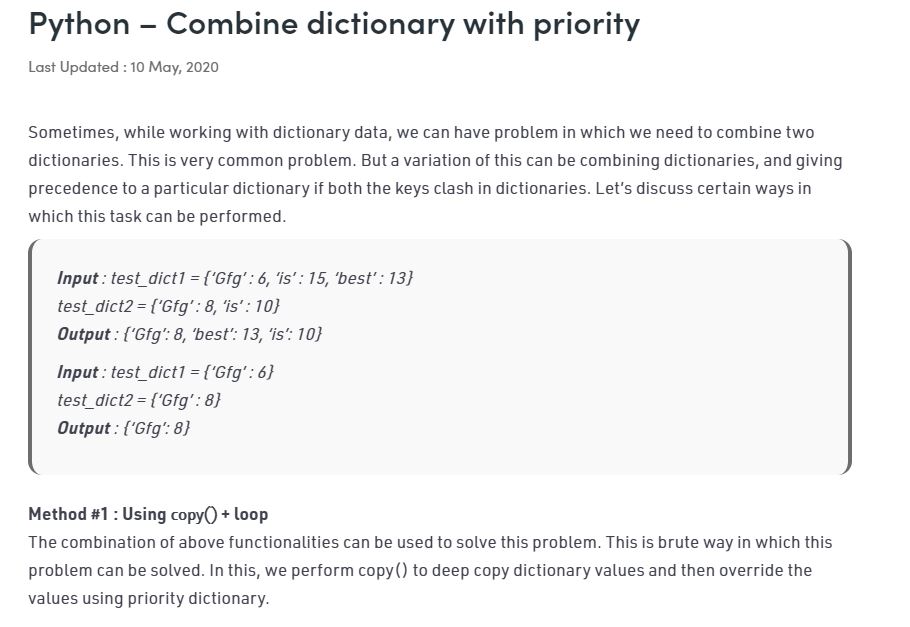 Python – Combine dictionary with priority
Last Updated : 10 May, 2020
Sometimes, while working with dictionary data, we can have problem in which we need to combine two
dictionaries. This is very common problem. But a variation of this can be combining dictionaries, and giving
precedence to a particular dictionary if both the keys clash in dictionaries. Let’s discuss certain ways in
which this task can be performed.
Input : test_dict1 = {‘Gfg’ : 6, ‘is’ : 15, ‘best’ : 13}
test_dict2 = {‘Gfg’ : 8, ‘is’ : 10}
Output : {‘Gfg’: 8, ‘best’: 13, ‘is’: 10}
Input : test_dict1 = {‘Gfg’ : 6}
test_dict2 = {‘Gfg’ : 8}
Output : {‘Gfg’: 8}
Method #1 : Using copy() + loop
The combination of above functionalities can be used to solve this problem. This is brute way in which this
problem can be solved. In this, we perform copy() to deep copy dictionary values and then override the
values using priority dictionary.